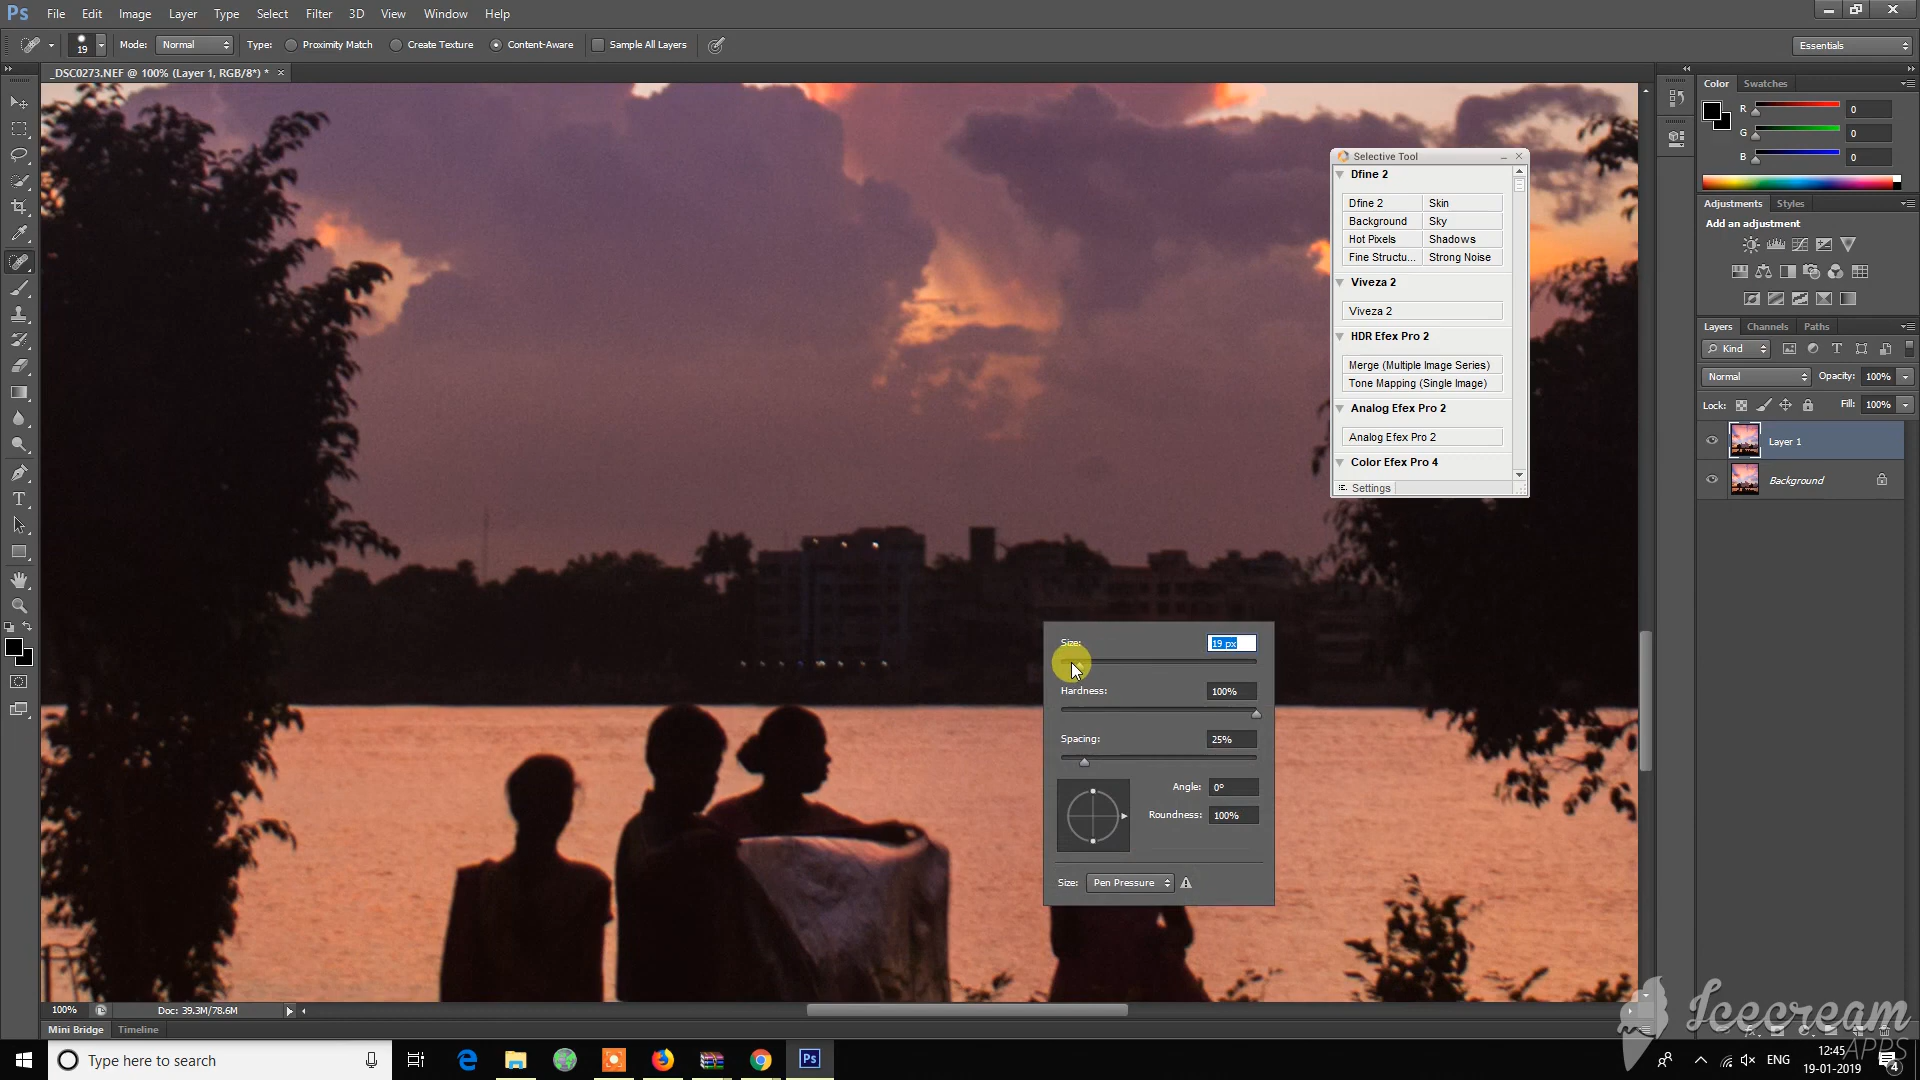 Ps File Edit Image Layer Type Select Filter 3D View Window Help
19 Mode: Normal Type: Proximity Match Create Texture Content-Aware Sample All Layers Essentials
_DSC0273.NEF @ 100% (Layer 1, RGB/8*) * ×
Color Swatches
R 0
G 0
B 0
Adjustments Styles
Add an adjustment
Layers Channels Paths
Kind
Normal Opacity: 100%
Lock: Fill: 100%
Layer 1
Background
Selective Tool
Dfine 2
Dfine 2 Skin
Background Sky
Hot Pixels Shadows
Fine Structu... Strong Noise
Viveza 2
Viveza 2
HDR Efex Pro 2
Merge (Multiple Image Series)
Tone Mapping (Single Image)
Analog Efex Pro 2
Analog Efex Pro 2
Color Efex Pro 4
Settings
Size: 19 px
Hardness: 100%
Spacing: 25%
Angle: 0º
Roundness: 100%
Size: Pen Pressure
100% Doc: 39.3M/78.6M
Mini Bridge Timeline
Icecream
APPS
Type here to search
Ps
ENG
12:45
19-01-2019
4